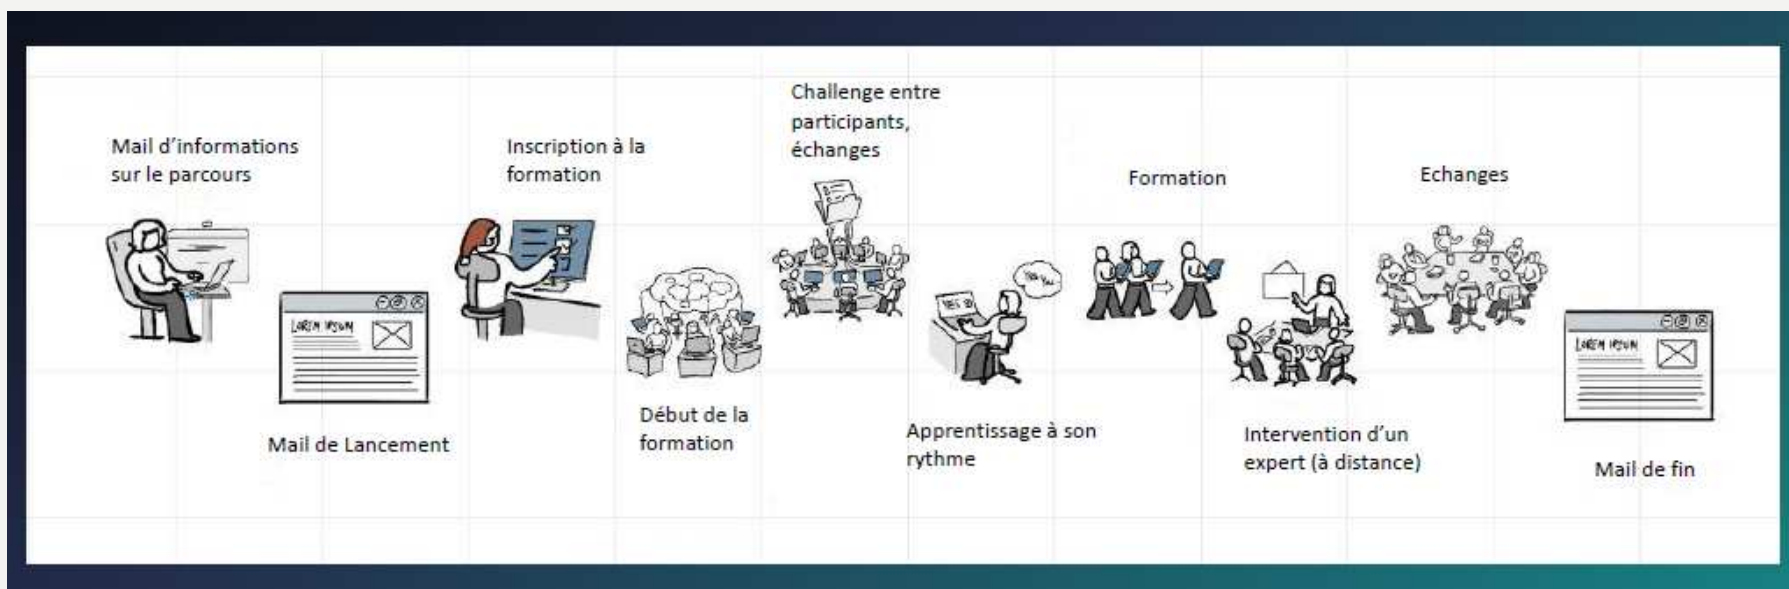 Mail d'informations
sur le parcours
LOREM IPSUM
Mail de Lancement
Inscription à la
formation
Début de la
formation
Challenge entre
participants,
échanges
Apprentissage à son
rythme
Formation
Intervention d'un
expert (à distance)
Echanges
LOREM IPSUM
Mail de fin